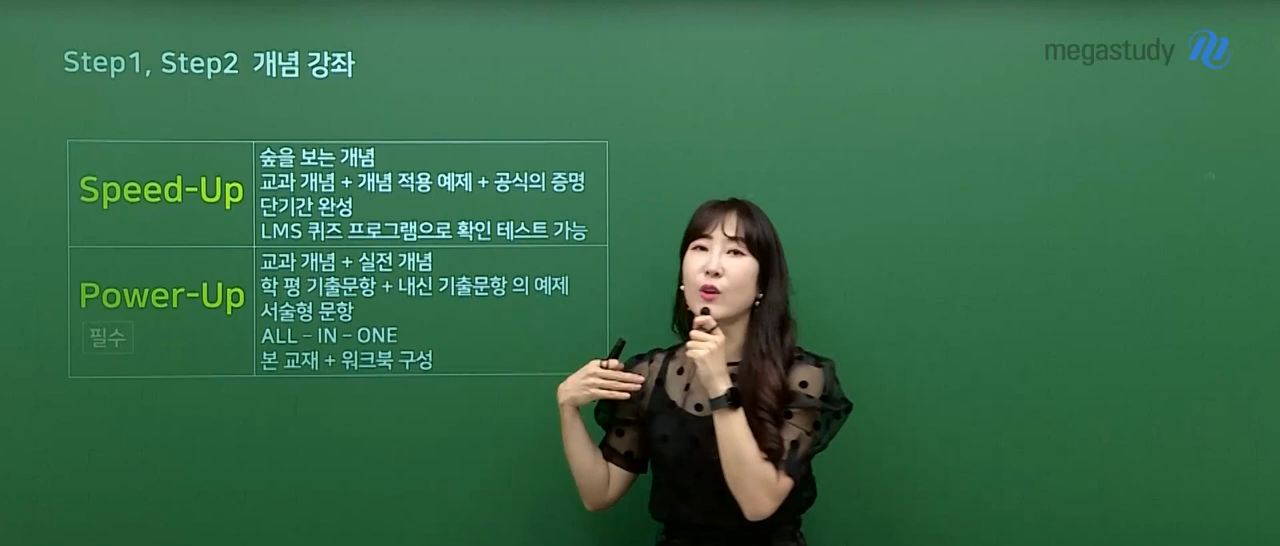 Step1, Step2 개념 강좌
megastudy
Speed-Up
숲을 보는 개념
교과 개념 + 개념 적용 예제 + 공식의 증명
단기간 완성
LMS 퀴즈 프로그램으로 확인 테스트 가능
Power-Up
필수
교과 개념 + 실전 개념
학 평 기출문항 + 내신 기출문항 의 예제
서술형 문항
ALL – IN – ONE
본 교재 + 워크북 구성